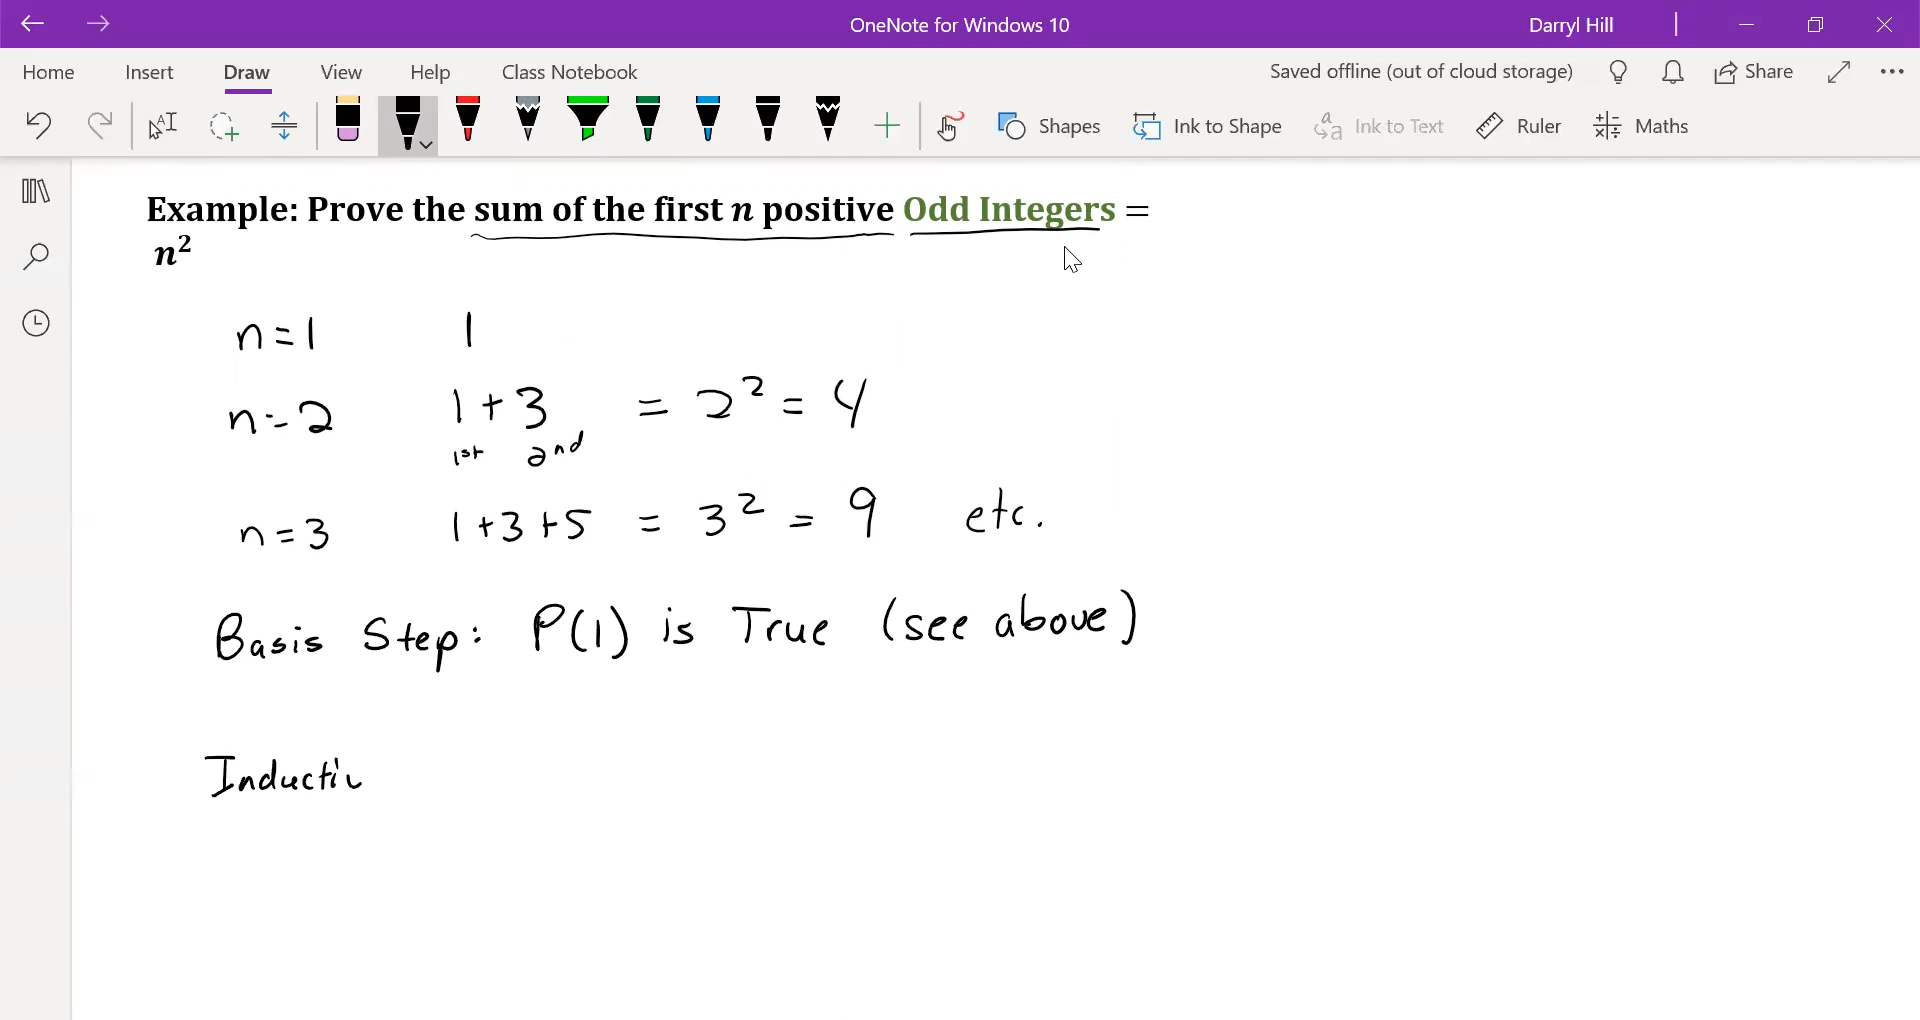 OneNote for Windows 10
Darryl Hill
Home Insert Draw View Help Class Notebook
Saved offline (out of cloud storage)
Share
Shapes Ink to Shape Ink to Text Ruler Maths
Example: Prove the sum of the first n positive Odd Integers =
n²
n=1 1
n=2 1+3 = 2² = 4
1st 2nd
n=3 1+3+5 = 3² = 9 etc.
Basis Step: P(1) is True (see above)
Inductiv